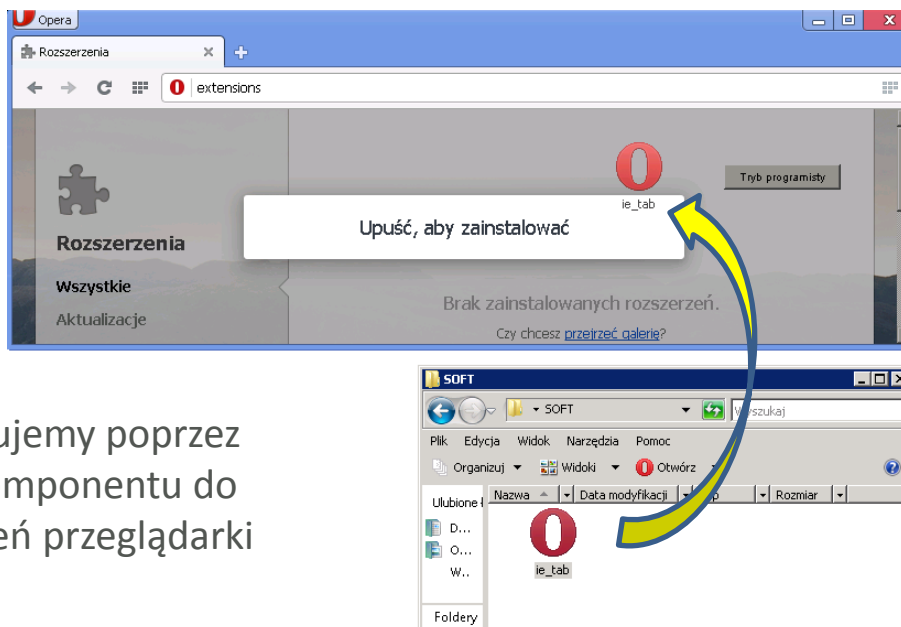 Opera
Rozszerzenia
extensions
Tryb programisty
ie_tab
Upuść, aby zainstalować
Rozszerzenia
Wszystkie
Aktualizacje
Brak zainstalowanych rozszerzeń.
Czy chcesz przejrzeć galerię?
ujemy poprzez
mponentu do
eń przeglądarki
SOFT
SOFT
Plik Edycja Widok Narzędzia Pomoc
Organizuj Widoki Otwórz
Ulubione ł Nazwa Data modyfikacji Rozmiar
D...
O...
W..
ie_tab
Foldery